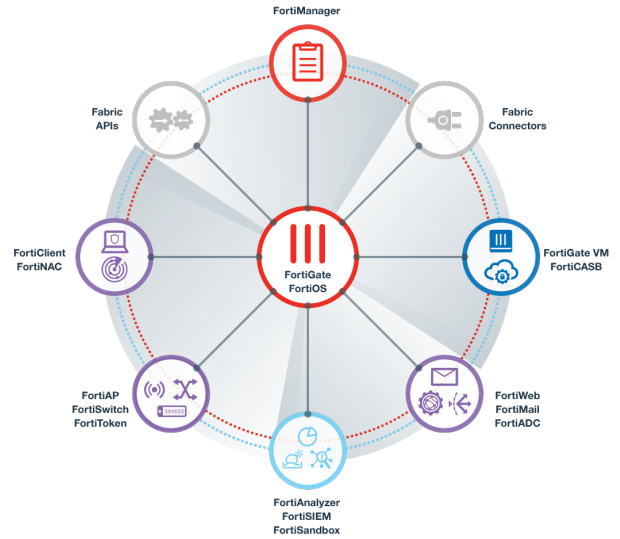 FortiManager
Fabric
APIs
Fabric
Connectors
FortiClient
FortiNAC
FortiGate
FortiOS
FortiGate VM
FortiCASB
FortiAP
FortiSwitch
FortiToken
384629
FortiWeb
FortiMail
FortiADC
FortiAnalyzer
FortiSIEM
FortiSandbox